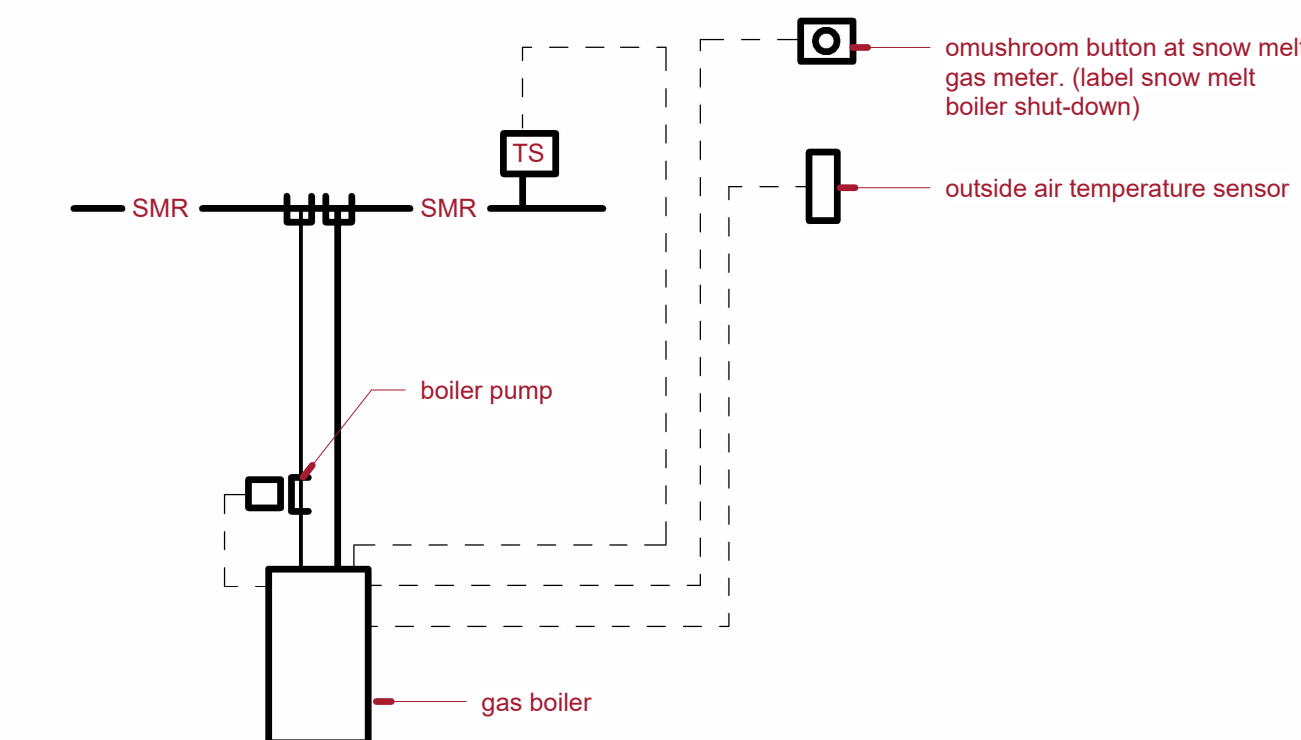 omushroom button at snow melt
gas meter. (label snow melt
boiler shut-down)
TS
outside air temperature sensor
SMR
SMR
boiler pump
gas boiler